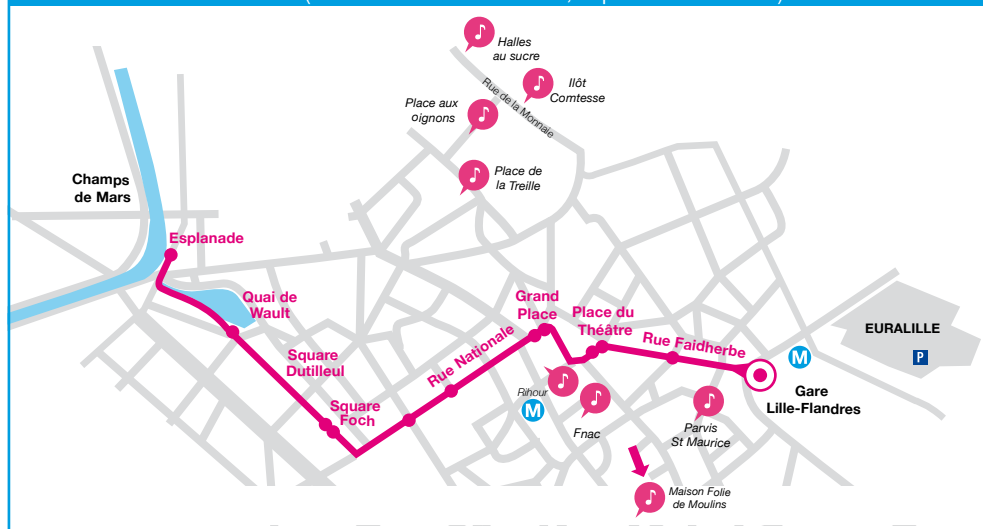 Halles
au sucre
Ilôt
Comtesse
Rue de la Monnaie
Place aux
oignons
Place de
la Treille
Champs
de Mars
Esplanade
Quai de
Wault
Grand
Place
Place du
Théâtre
Rue Faidherbe
EURALILLE
P
M
Square
Dutilleul
Rue Nationale
Gare
Lille-Flandres
Rihour
M
Square
Foch
Fnac
Parvis
St Maurice
Maison Folie
de Moulins